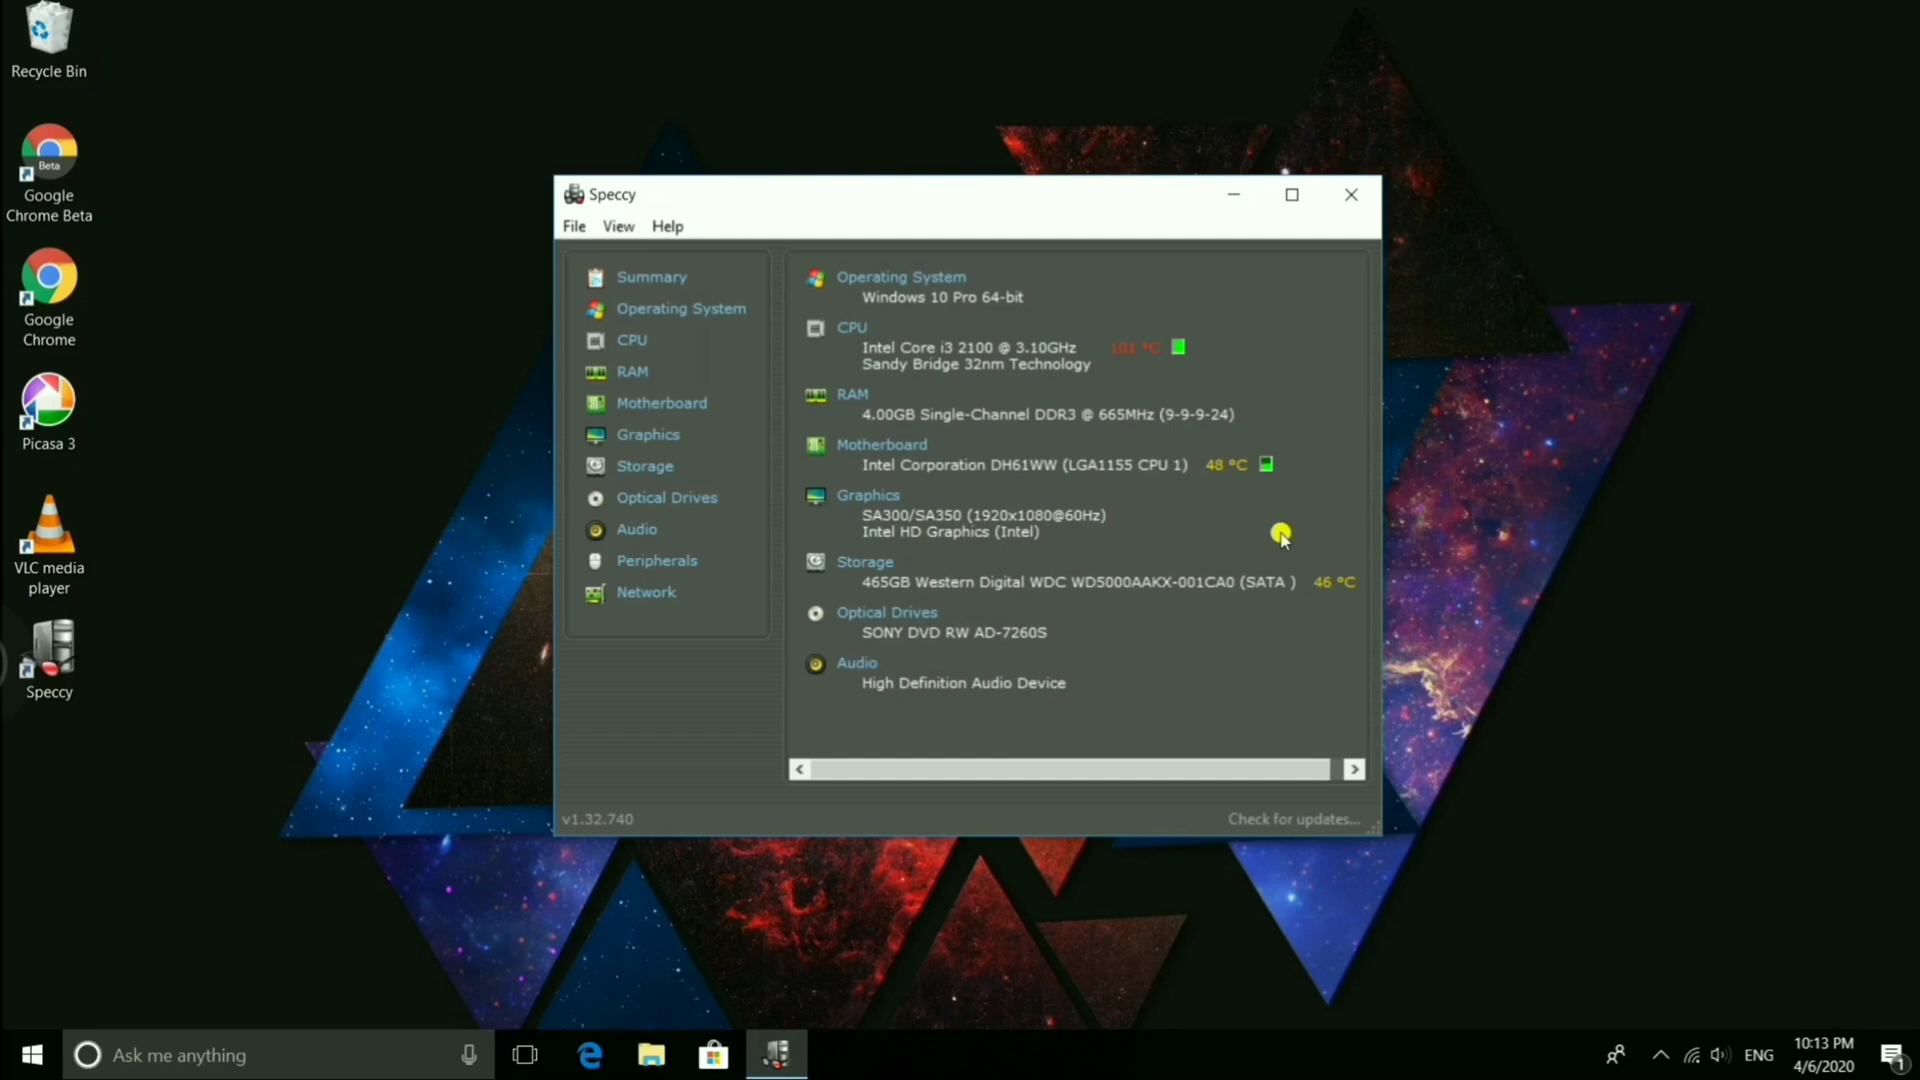 Recycle Bin
Beta
Google
Chrome Beta
Google
Chrome
Picasa 3
VLC media
player
Speccy
Speccy
File View Help
Summary
Operating System
CPU
RAM
Motherboard
Graphics
Storage
Optical Drives
Audio
Peripherals
Network
Operating System
Windows 10 Pro 64-bit
CPU
Intel Core i3 2100 @ 3.10GHz 101 °C
Sandy Bridge 32nm Technology
RAM
4.00GB Single-Channel DDR3 @ 665MHz (9-9-9-24)
Motherboard
Intel Corporation DH61WW (LGA1155 CPU 1) 48 °C
Graphics
SA300/SA350 (1920x1080@60Hz)
Intel HD Graphics (Intel)
Storage
465GB Western Digital WDC WD5000AAKX-001CA0 (SATA ) 46 °C
Optical Drives
SONY DVD RW AD-7260S
Audio
High Definition Audio Device
v1.32.740
Check for updates...
Ask me anything
ENG
10:13 PM
4/6/2020
1